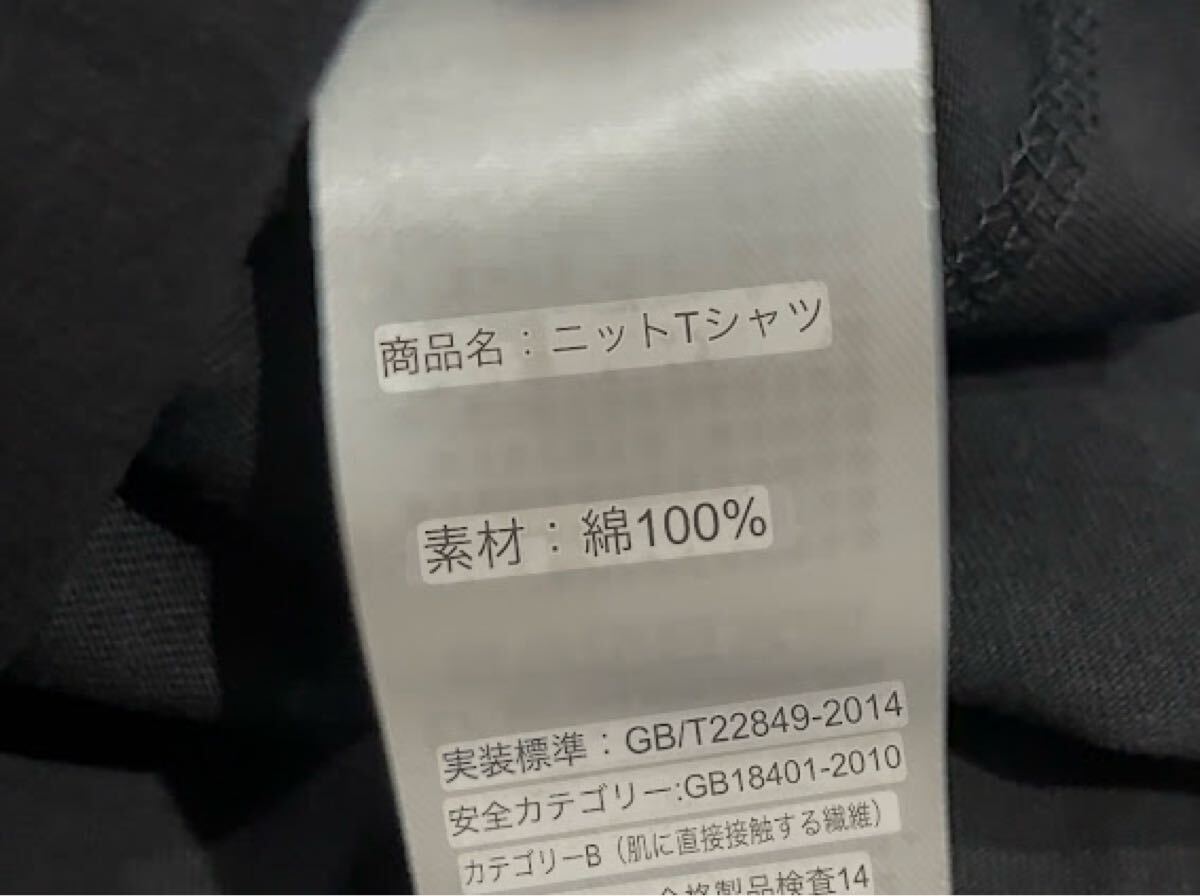 商品名：ニットTシャツ
素材：綿100%
実装標準：GB/T22849-2014
安全カテゴリー:GB18401-2010
カテゴリーB（肌に直接接触する繊維）
合格製品検査14